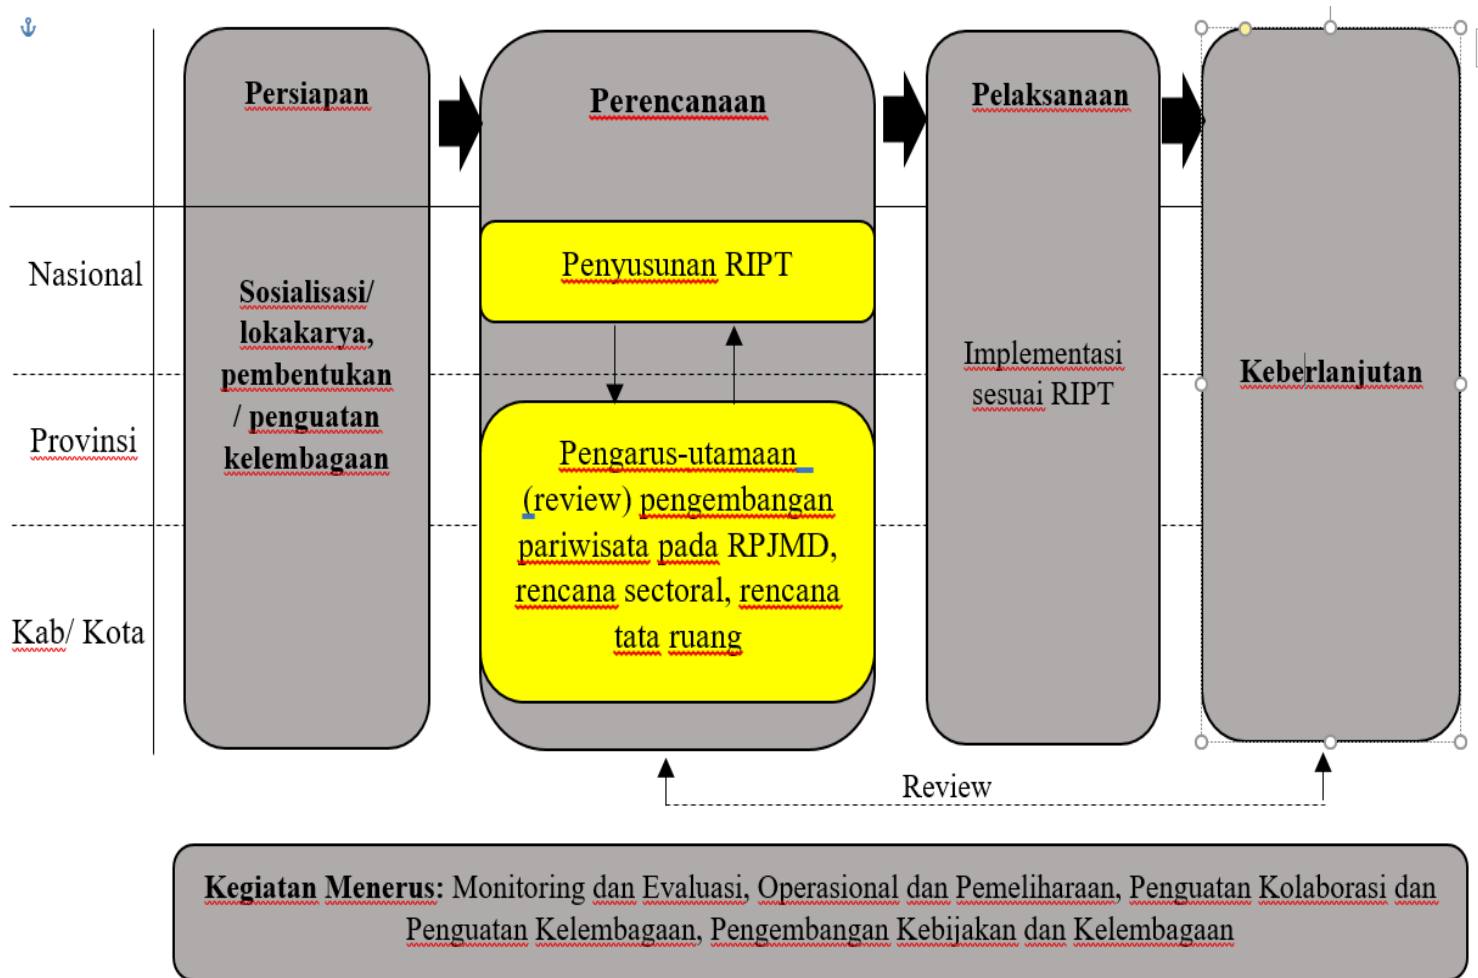 Persiapan
Perencanaan
Pelaksanaan
Nasional
Provinsi
Kab/ Kota
Sosialisasi/
lokakarya,
pembentukan
/ penguatan
kelembagaan
Penyusunan RIPT
Pengarus-utamaan
(review) pengembangan
pariwisata pada RPJMD,
rencana sectoral, rencana
tata ruang
Implementasi
sesuai RIPT
Keberlanjutan
Review
Kegiatan Menerus: Monitoring dan Evaluasi, Operasional dan Pemeliharaan, Penguatan Kolaborasi dan
Penguatan Kelembagaan, Pengembangan Kebijakan dan Kelembagaan